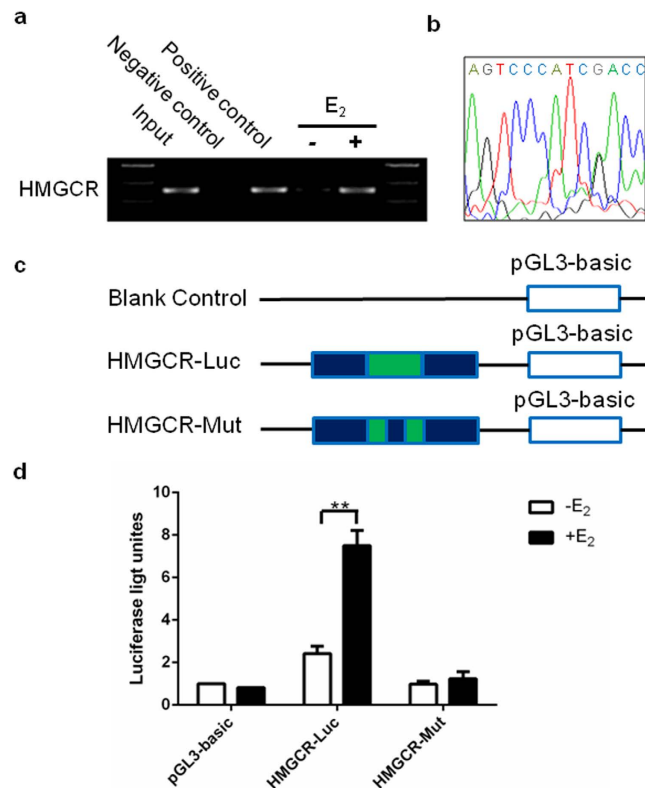 a
Input
Negative control
Positive control
E2
- +
HMGCR
b
AGTCCCATCGACC
c
pGL3-basic
Blank Control
pGL3-basic
HMGCR-Luc
pGL3-basic
HMGCR-Mut
d
Luciferase ligt unites
10
8
6
4
2
0
**
-E2
+E2
pGL3-basic
HMGCR-Luc
HMGCR-Mut